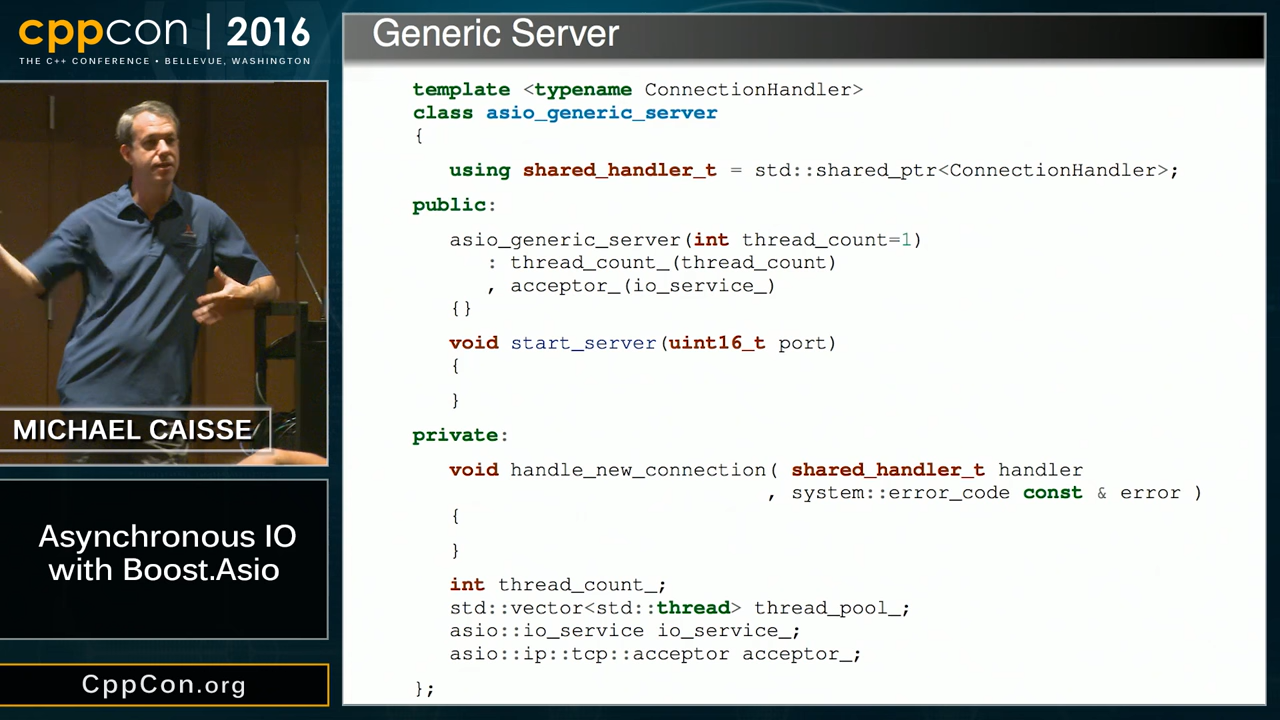 cppcon | 2016
THE C++ CONFERENCE • BELLEVUE, WASHINGTON
MICHAEL CAISSE
Asynchronous IO
with Boost.Asio
CppCon.org
Generic Server
template <typename ConnectionHandler>
class asio_generic_server
{
using shared_handler_t = std::shared_ptr<ConnectionHandler>;
public:
asio_generic_server(int thread_count=1)
: thread_count_(thread_count)
, acceptor_(io_service_)
{}
void start_server(uint16_t port)
{
}
private:
void handle_new_connection( shared_handler_t handler
, system::error_code const & error )
{
}
int thread_count_;
std::vector<std::thread> thread_pool_;
asio::io_service io_service_;
asio::ip::tcp::acceptor acceptor_;
};